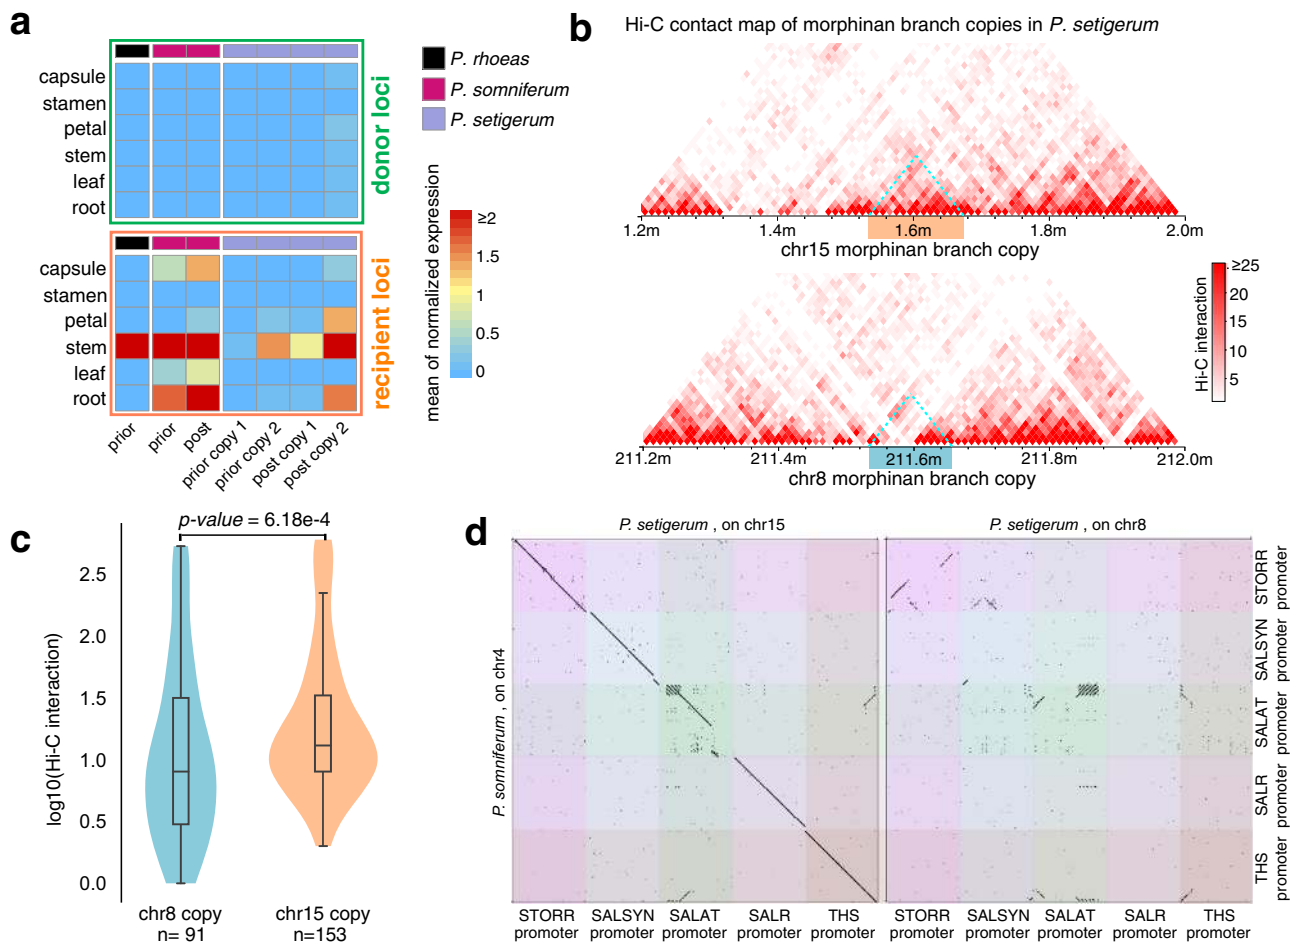 a
capsule
stamen
petal
stem
leaf
root
donor loci
P. rhoeas
P. somniferum
P. setigerum
capsule
stamen
petal
stem
leaf
root
recipient loci
prior
prior
post
prior copy 1
prior copy 2
post copy 1
post copy 2
mean of normalized expression
≥2
1.5
1
0.5
0
b
Hi-C contact map of morphinan branch copies in P. setigerum
1.2m 1.4m 1.6m 1.8m 2.0m
chr15 morphinan branch copy
211.2m 211.4m 211.6m 211.8m 212.0m
chr8 morphinan branch copy
Hi-C interaction
≥25
20
15
10
5
c
p-value = 6.18e-4
log10(Hi-C interaction)
2.5
2.0
1.5
1.0
0.5
0.0
chr8 copy
n= 91
chr15 copy
n=153
d
P. setigerum , on chr15
P. setigerum , on chr8
P. somniferum , on chr4
STORR
promoter
SALSYN
promoter
SALAT
promoter
SALR
promoter
THS
promoter
STORR SALSYN SALAT SALR THS
promoter promoter promoter promoter promoter
STORR SALSYN SALAT SALR THS
promoter promoter promoter promoter promoter